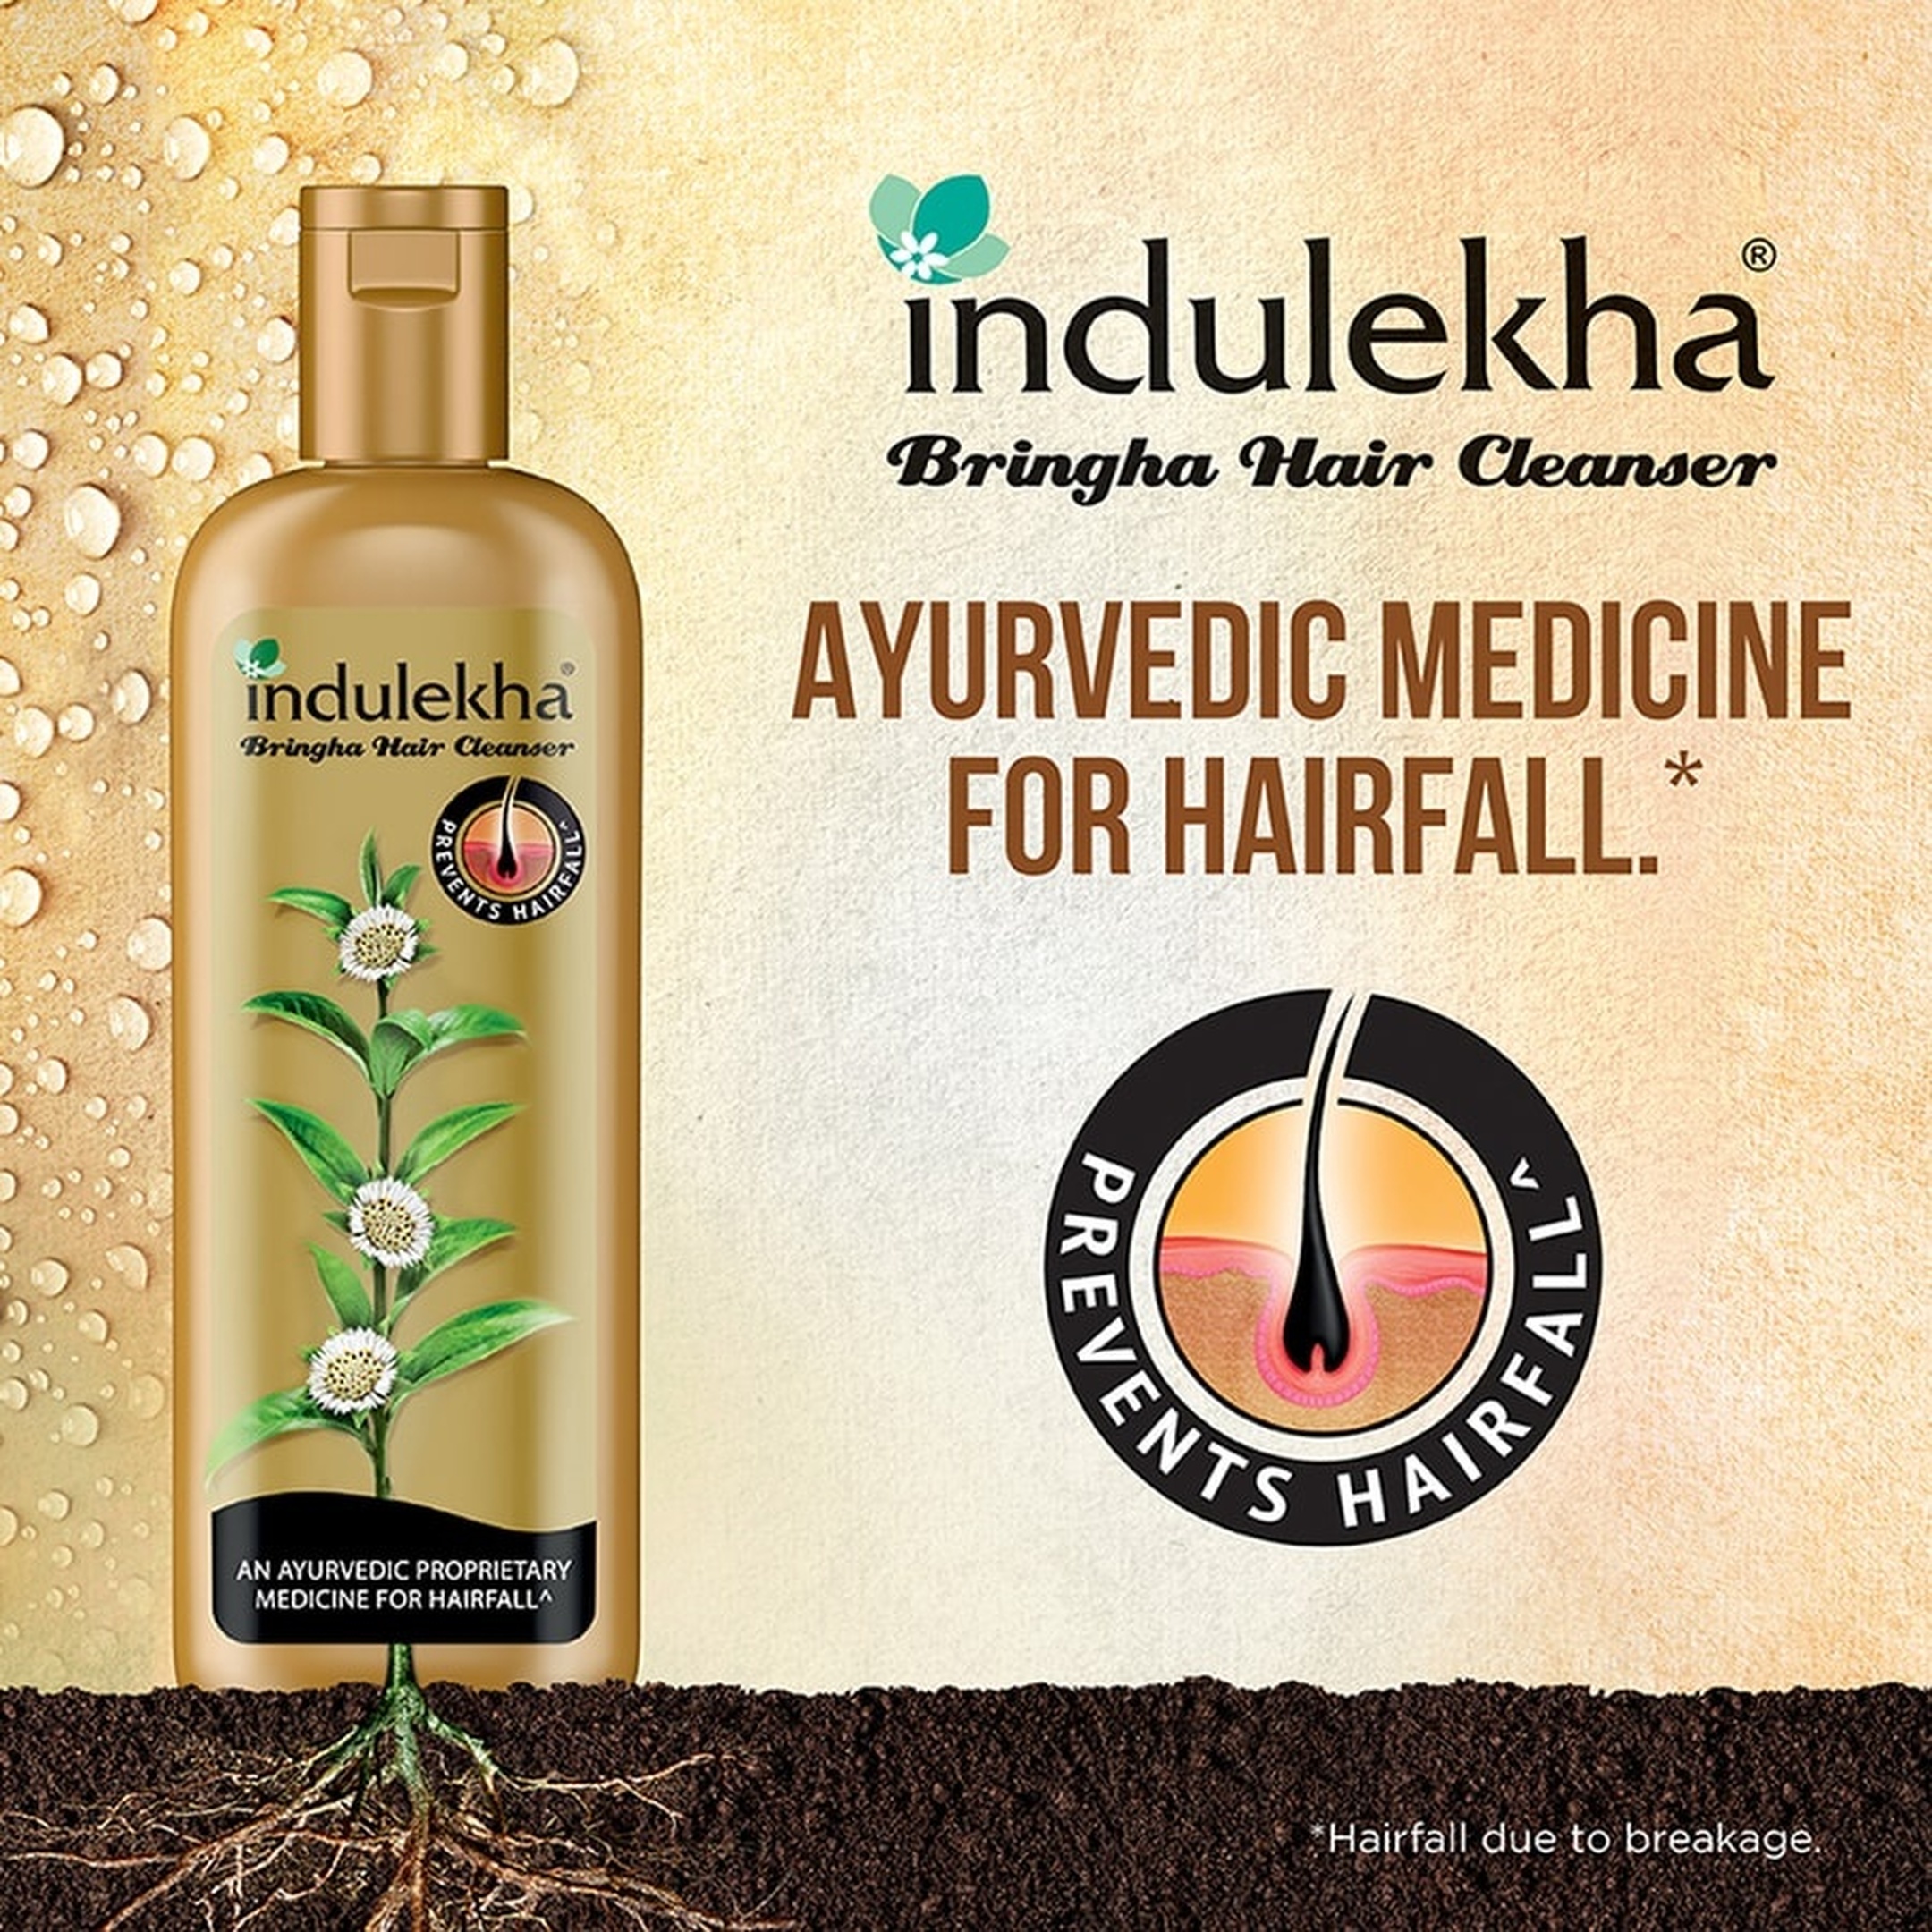 indulekha®
Bringha Hair Cleanser
AYURVEDIC MEDICINE
FOR HAIRFALL.*
PREVENTS HAIRFALL^
indulekha®
Bringha Hair Cleanser
PREVENTS HAIRFALL^
AN AYURVEDIC PROPRIETARY
MEDICINE FOR HAIRFALL^
*Hairfall due to breakage.